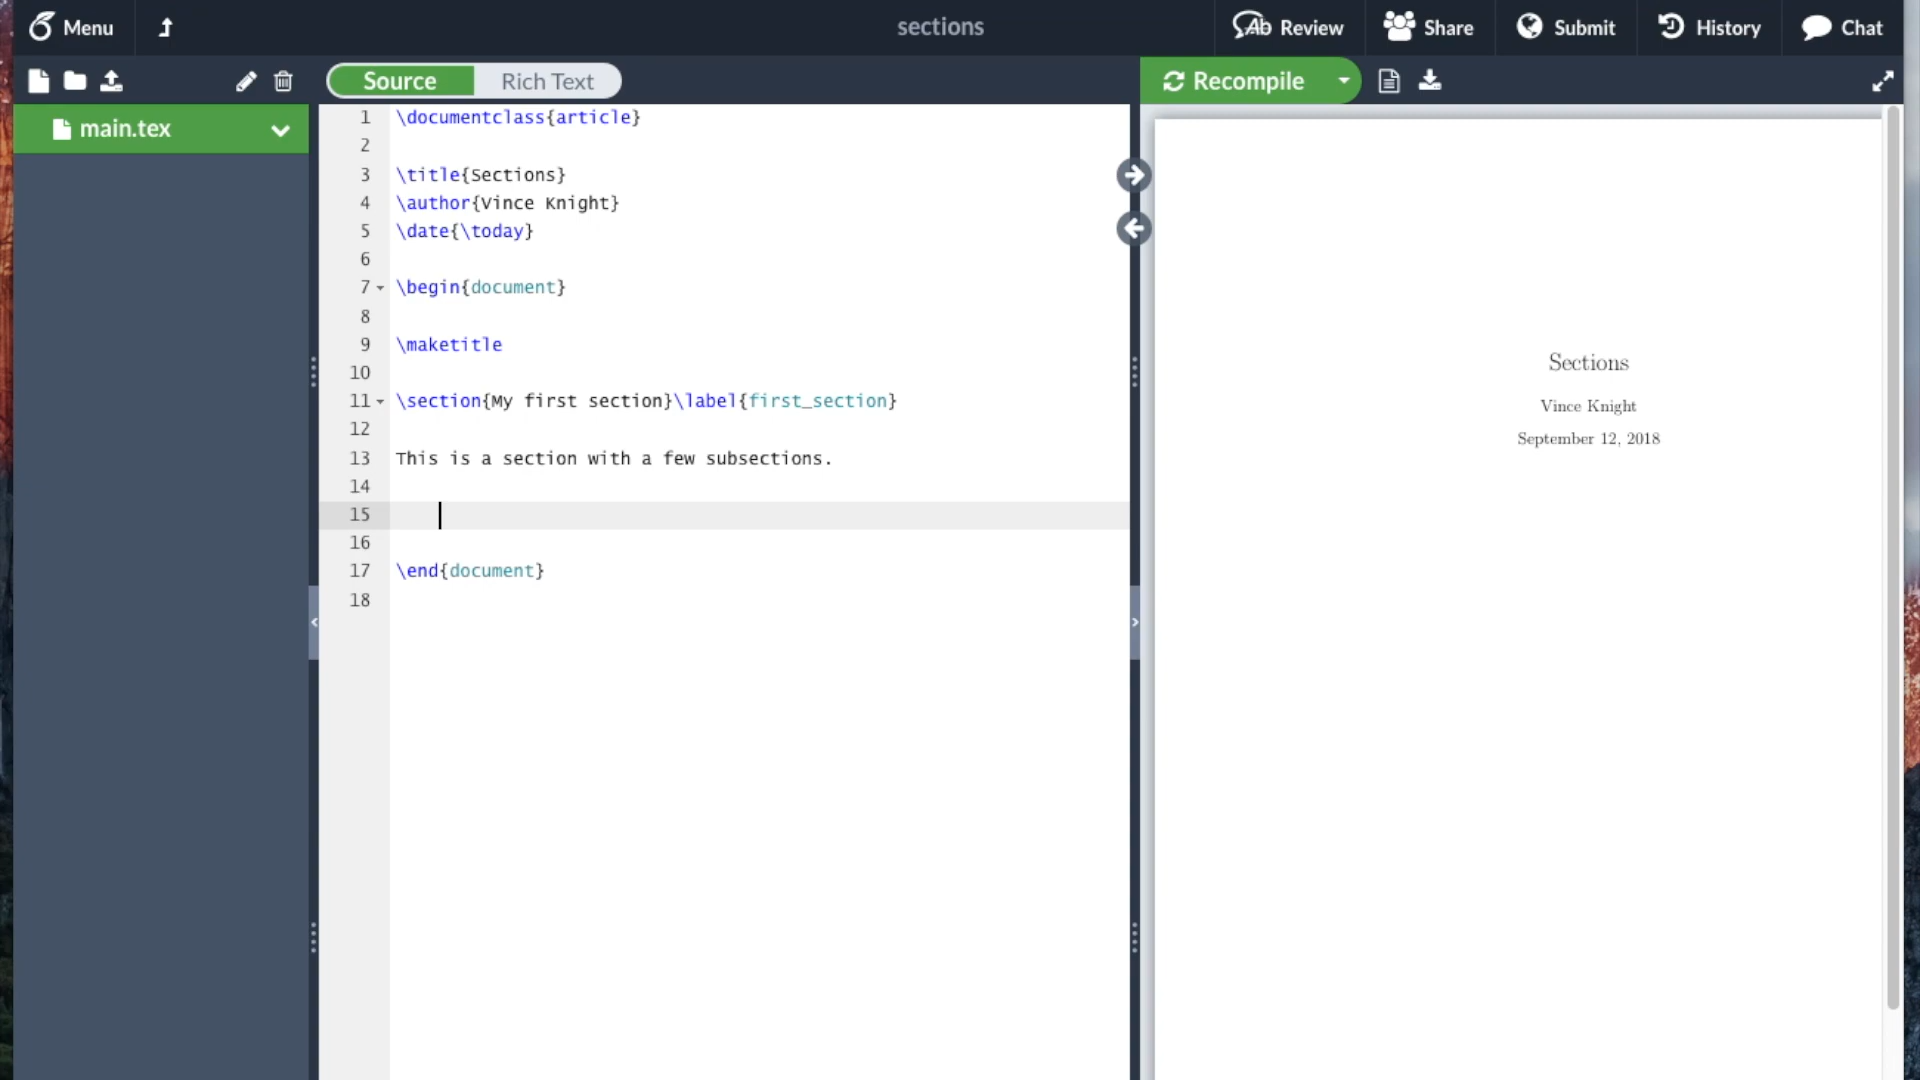 Menu
sections
Ab Review
Share
Submit
History
Chat
Source
Rich Text
Recompile
main.tex
1 \documentclass{article}
2
3 \title{Sections}
4 \author{Vince Knight}
5 \date{\today}
6
7 \begin{document}
8
9 \maketitle
10
11 \section{My first section}\label{first_section}
12
13 This is a section with a few subsections.
14
15
16
17 \end{document}
18
Sections
Vince Knight
September 12, 2018